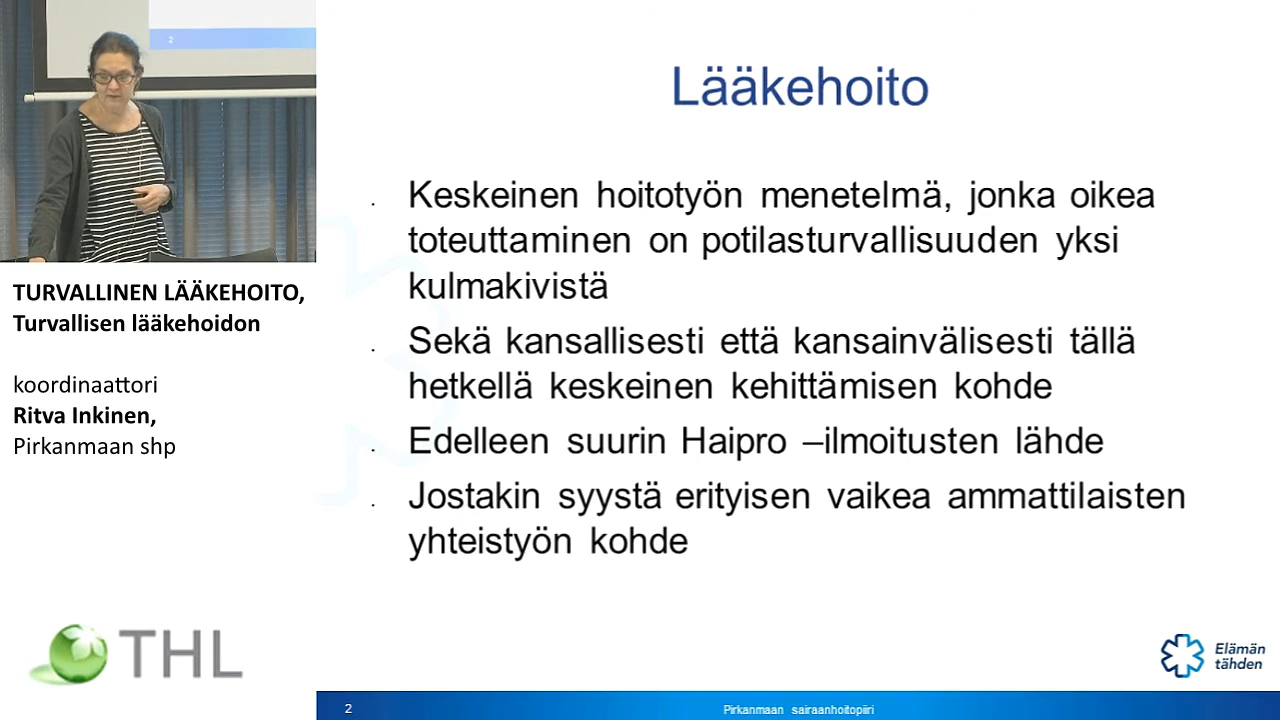 2
Lääkehoito
Keskeinen hoitotyön menetelmä, jonka oikea
toteuttaminen on potilasturvallisuuden yksi
kulmakivistä
Sekä kansallisesti että kansainvälisesti tällä
hetkellä keskeinen kehittämisen kohde
Edelleen suurin Haipro –ilmoitusten lähde
Jostakin syystä erityisen vaikea ammattilaisten
yhteistyön kohde
TURVALLINEN LÄÄKEHOITO,
Turvallisen lääkehoidon
koordinaattori
Ritva Inkinen,
Pirkanmaan shp
THL
Elämän
tähden
2
Pirkanmaan sairaanhoitopiiri